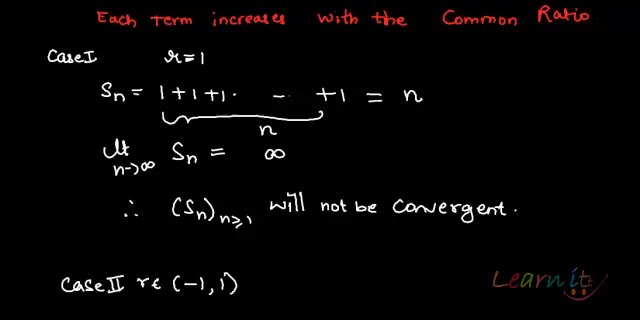 Each Term increases with the Common Ratio
Case I r=1
Sn = 1+1+1. - .. +1 = n
n
lt n→∞ Sn = ∞
∴ (Sn)n≥1 will not be convergent.
Case II r∈ (-1,1)
Learnit